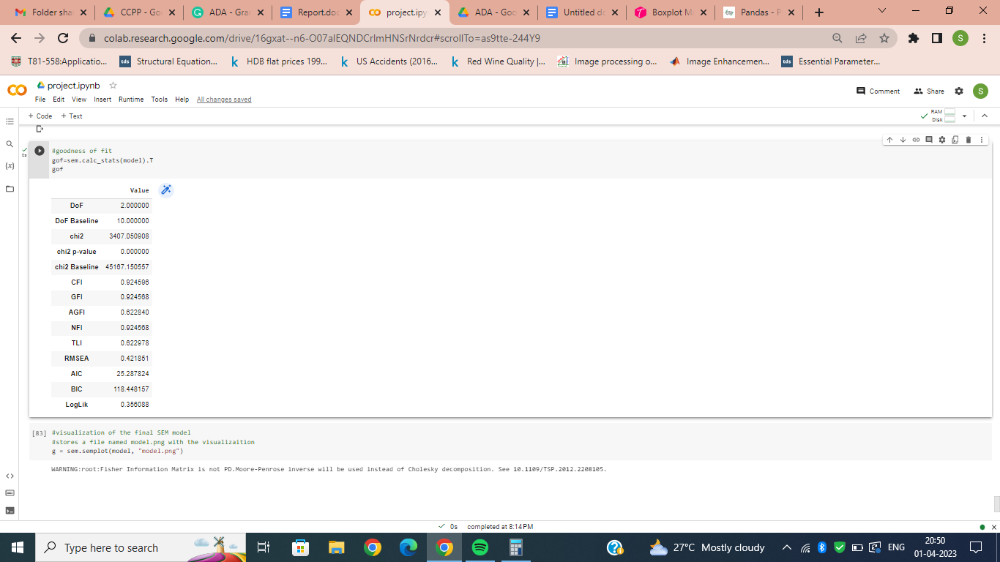 Folder sha
CCPP - Go
ADA - Gra
Report.doc
project.ipy
ADA - Goo
Untitled d
Boxplot M
Pandas - P
colab.research.google.com/drive/16gxat--n6-O07alEQNDCrImHNSrNrdcr#scrollTo=as9tte-244Y9
S
T81-558:Applicatio...
tds Structural Equation...
k HDB flat prices 199...
k US Accidents (2016...
k Red Wine Quality |...
Image processing o...
Image Enhancemen...
tds Essential Parameter...
project.ipynb
File Edit View Insert Runtime Tools Help All changes saved
Comment Share S
+ Code + Text
RAM
Disk
{x}
0s
#goodness of fit
gof=sem.calc_stats(model).T
gof
Value
DoF 2.000000
DoF Baseline 10.000000
chi2 3407.050908
chi2 p-value 0.000000
chi2 Baseline 45167.150557
CFI 0.924596
GFI 0.924568
AGFI 0.622840
NFI 0.924568
TLI 0.622978
RMSEA 0.421851
AIC 25.287824
BIC 118.448157
LogLik 0.356088
[83] #visualization of the final SEM model
#stores a file named model.png with the visualizaition
g = sem.semplot(model, "model.png")
WARNING:root:Fisher Information Matrix is not PD.Moore-Penrose inverse will be used instead of Cholesky decomposition. See 10.1109/TSP.2012.2208105.
0s completed at 8:14 PM
Type here to search
27°C Mostly cloudy
ENG
20:50
01-04-2023